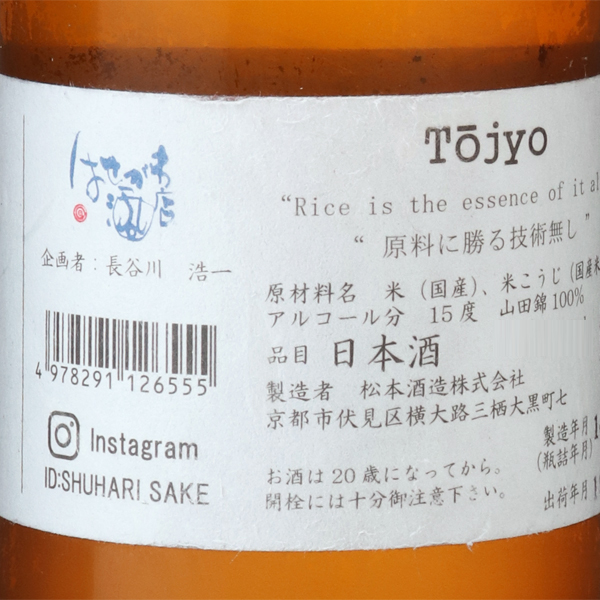 はせがわ酒店
企画者：長谷川 浩一
4 978291 126555
Instagram
ID:SHUHARI_SAKE
Tōjyo
“Rice is the essence of it al
“ 原料に勝る技術無し ”
原材料名 米（国産）、米こうじ（国産米
アルコール分 15度 山田錦100%
品目 日本酒
製造者 松本酒造株式会社
京都市伏見区横大路三栖大黒町七
製造年月
（瓶詰年月）
お酒は20歳になってから。
開栓には十分御注意下さい。
出荷年月